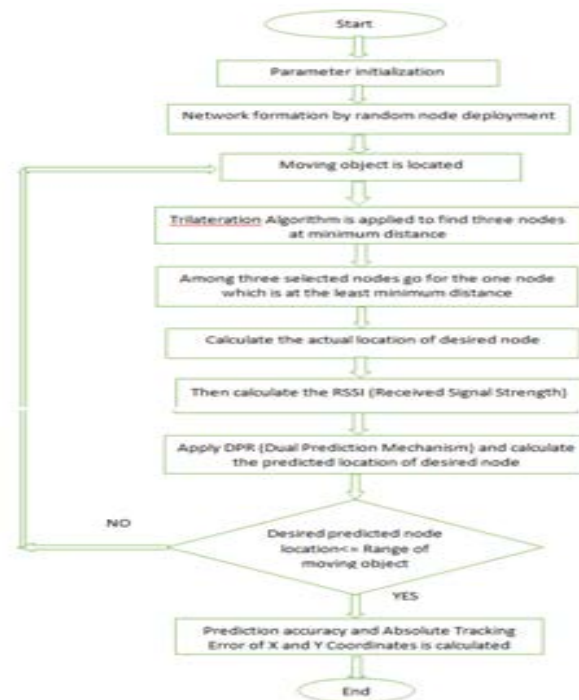 Start
Parameter initialization
Network formation by random node deployment
Moving object is located
Trilateration Algorithm is applied to find three nodes
at minimum distance
Among three selected nodes go for the one node
which is at the least minimum distance
Calculate the actual location of desired node
Then calculate the RSSI (Received Signal Strength)
Apply DPR (Dual Prediction Mechanism) and calculate
the predicted location of desired node
NO
Desired predicted node
location<= Range of
moving object
YES
Prediction accuracy and Absolute Tracking
Error of X and Y Coordinates is calculated
End